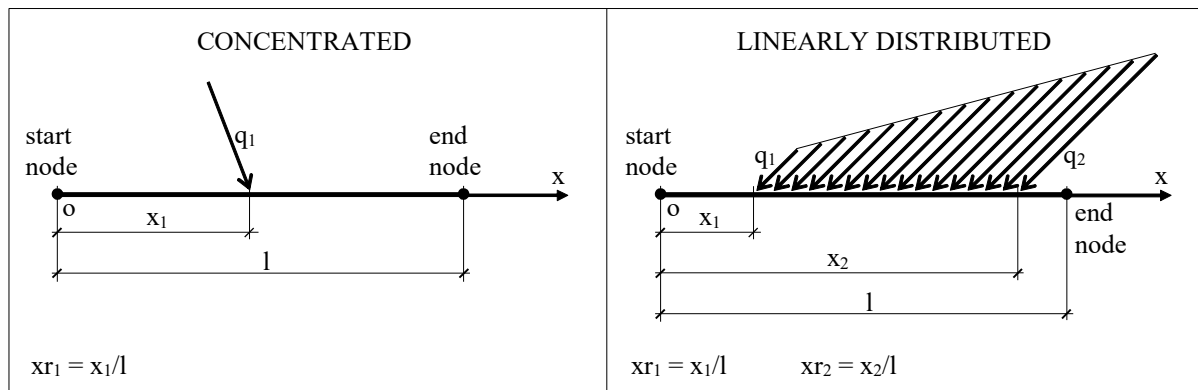 CONCENTRATED
q₁
start
node
end
node
x
o
x₁
l
xr₁ = x₁/l
LINEARLY DISTRIBUTED
start
node
q₁
q₂
x
o
x₁
end
node
x₂
l
xr₁ = x₁/l xr₂ = x₂/l